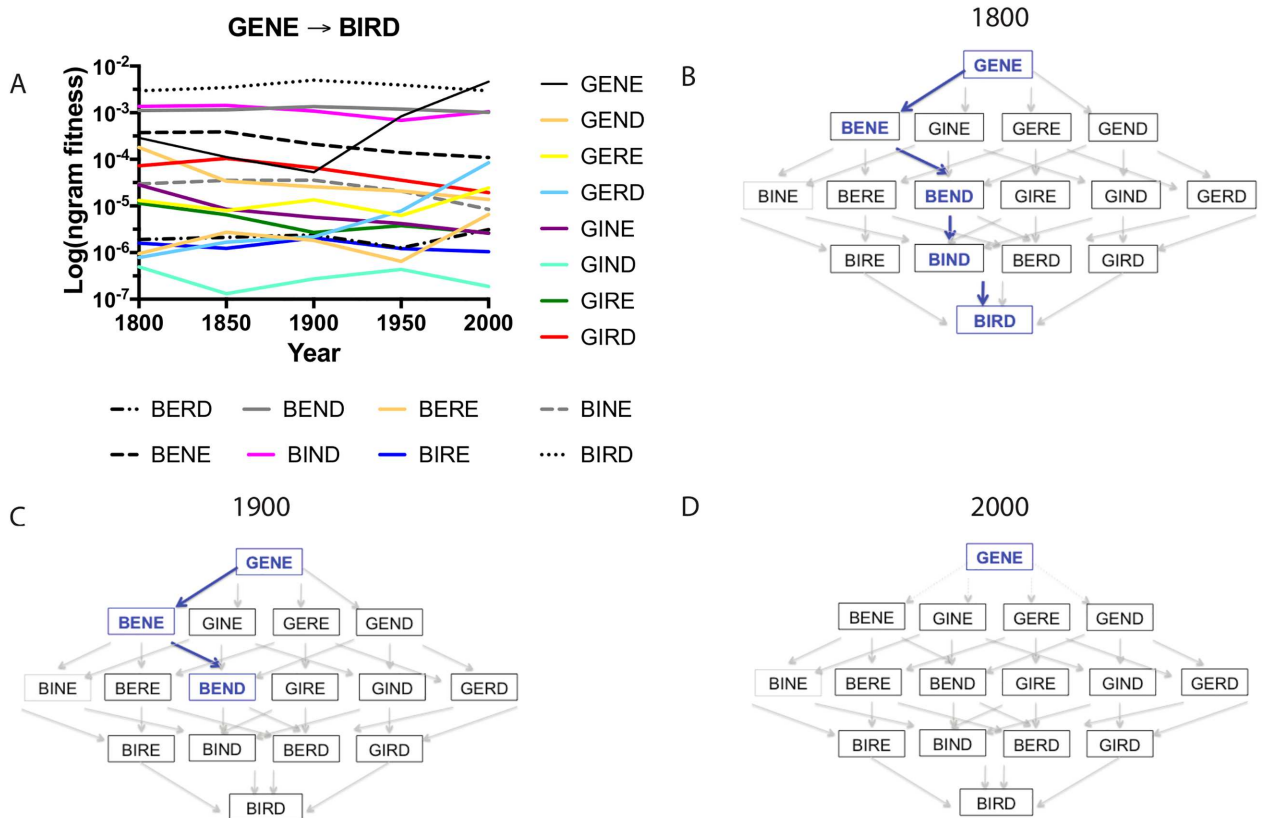 GENE → BIRD
A
Log(ngram fitness)
10-2
10-3
10-4
10-5
10-6
10-7
1800 1850 1900 1950 2000
Year
GENE
GEND
GERE
GERD
GINE
GIND
GIRE
GIRD
BERD BEND BERE BINE
BENE BIND BIRE BIRD
B
1800
GENE
BENE GINE GERE GEND
BINE BERE BEND GIRE GIND GERD
BIRE BIND BERD GIRD
BIRD
C
1900
GENE
BENE GINE GERE GEND
BINE BERE BEND GIRE GIND GERD
BIRE BIND BERD GIRD
BIRD
D
2000
GENE
BENE GINE GERE GEND
BINE BERE BEND GIRE GIND GERD
BIRE BIND BERD GIRD
BIRD